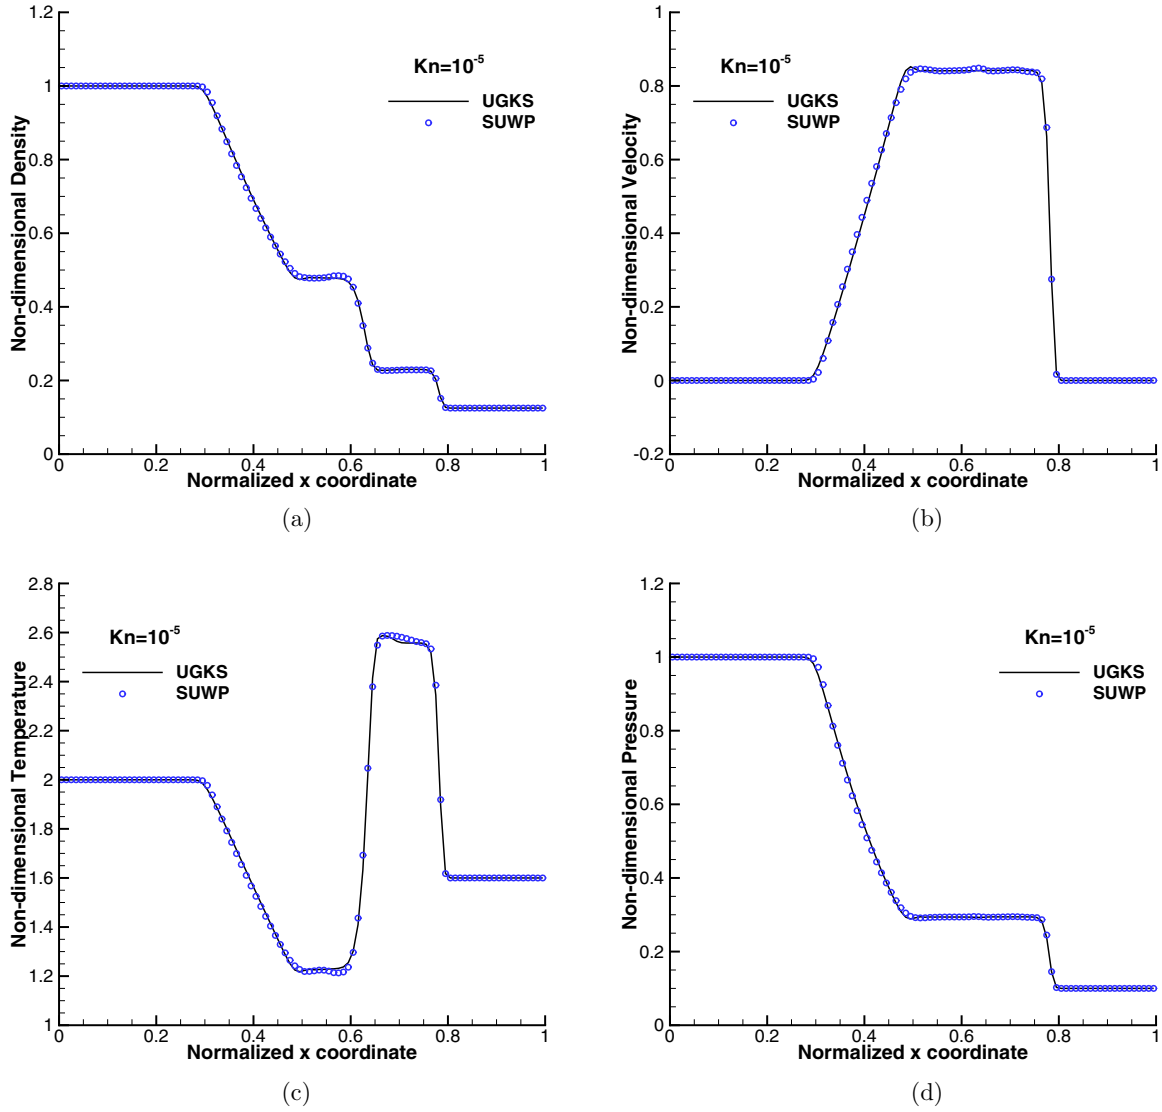 1.2
1
0.8
0.6
0.4
0.2
0
0 0.2 0.4 0.6 0.8 1
Non-dimensional Density
Normalized x coordinate
Kn=10⁻⁵
UGKS
SUWP
(a)
1
0.8
0.6
0.4
0.2
0
-0.2
0 0.2 0.4 0.6 0.8 1
Non-dimensional Velocity
Normalized x coordinate
Kn=10⁻⁵
UGKS
SUWP
(b)
2.8
2.6
2.4
2.2
2
1.8
1.6
1.4
1.2
1
0 0.2 0.4 0.6 0.8 1
Non-dimensional Temperature
Normalized x coordinate
Kn=10⁻⁵
UGKS
SUWP
(c)
1.2
1
0.8
0.6
0.4
0.2
0
0 0.2 0.4 0.6 0.8 1
Non-dimensional Pressure
Normalized x coordinate
Kn=10⁻⁵
UGKS
SUWP
(d)